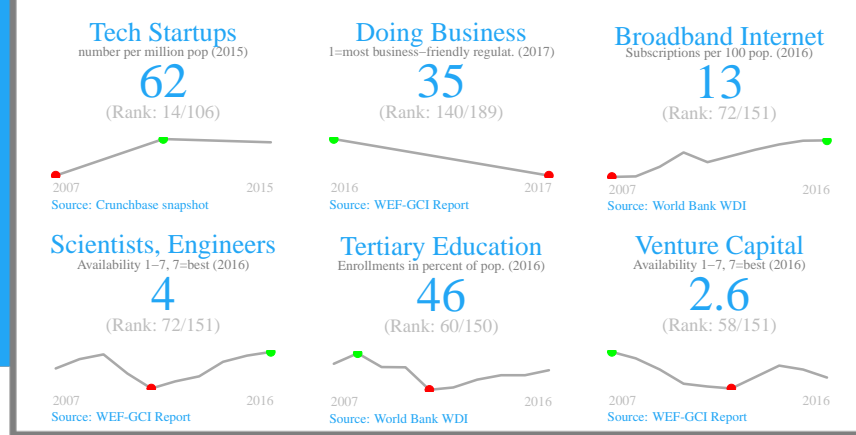 Tech Startups
number per million pop (2015)
62
(Rank: 14/106)
2007 2015
Source: Crunchbase snapshot
Doing Business
1=most business−friendly regulat. (2017)
35
(Rank: 140/189)
2016 2017
Source: WEF-GCI Report
Broadband Internet
Subscriptions per 100 pop. (2016)
13
(Rank: 72/151)
2007 2016
Source: World Bank WDI
Scientists, Engineers
Availability 1−7, 7=best (2016)
4
(Rank: 72/151)
2007 2016
Source: WEF-GCI Report
Tertiary Education
Enrollments in percent of pop. (2016)
46
(Rank: 60/150)
2007 2016
Source: World Bank WDI
Venture Capital
Availability 1−7, 7=best (2016)
2.6
(Rank: 58/151)
2007 2016
Source: WEF-GCI Report